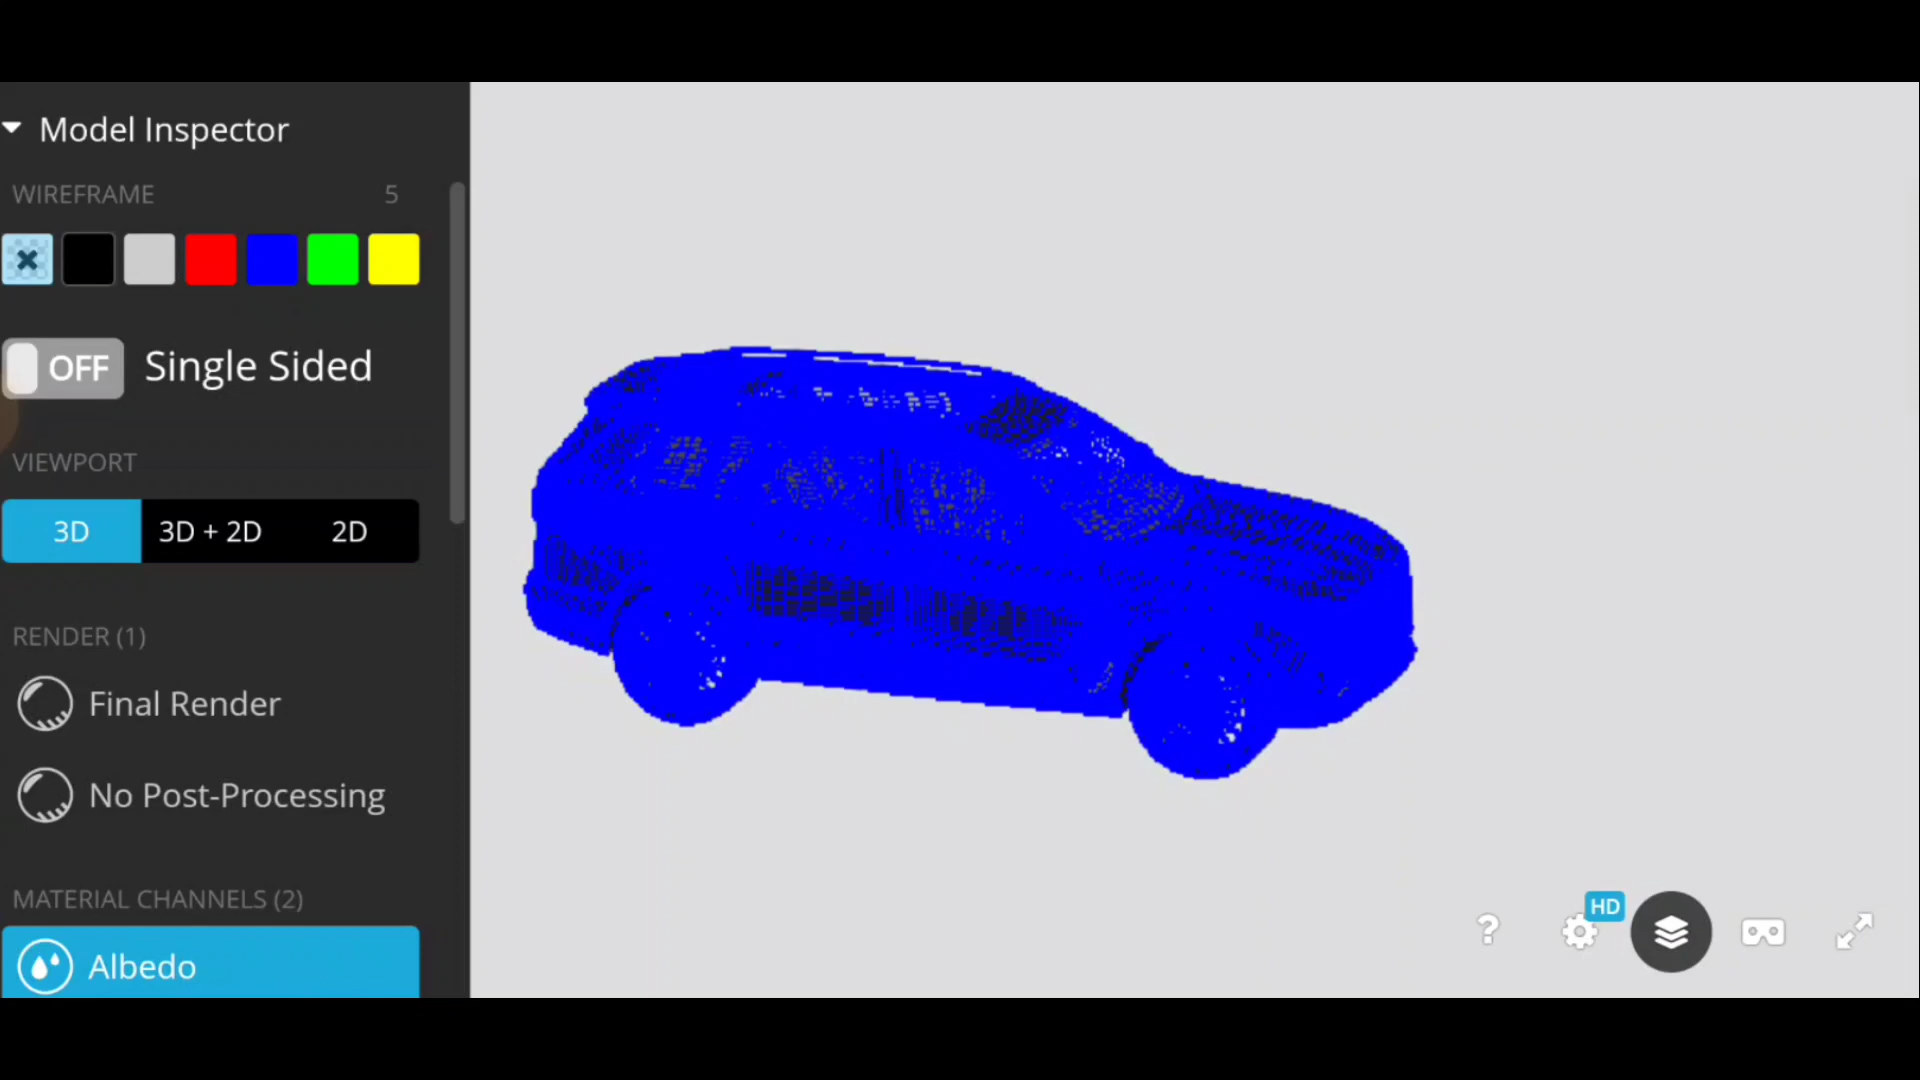 Model Inspector
WIREFRAME 5
OFF Single Sided
VIEWPORT
3D 3D + 2D 2D
RENDER (1)
Final Render
No Post-Processing
MATERIAL CHANNELS (2)
Albedo
? HD